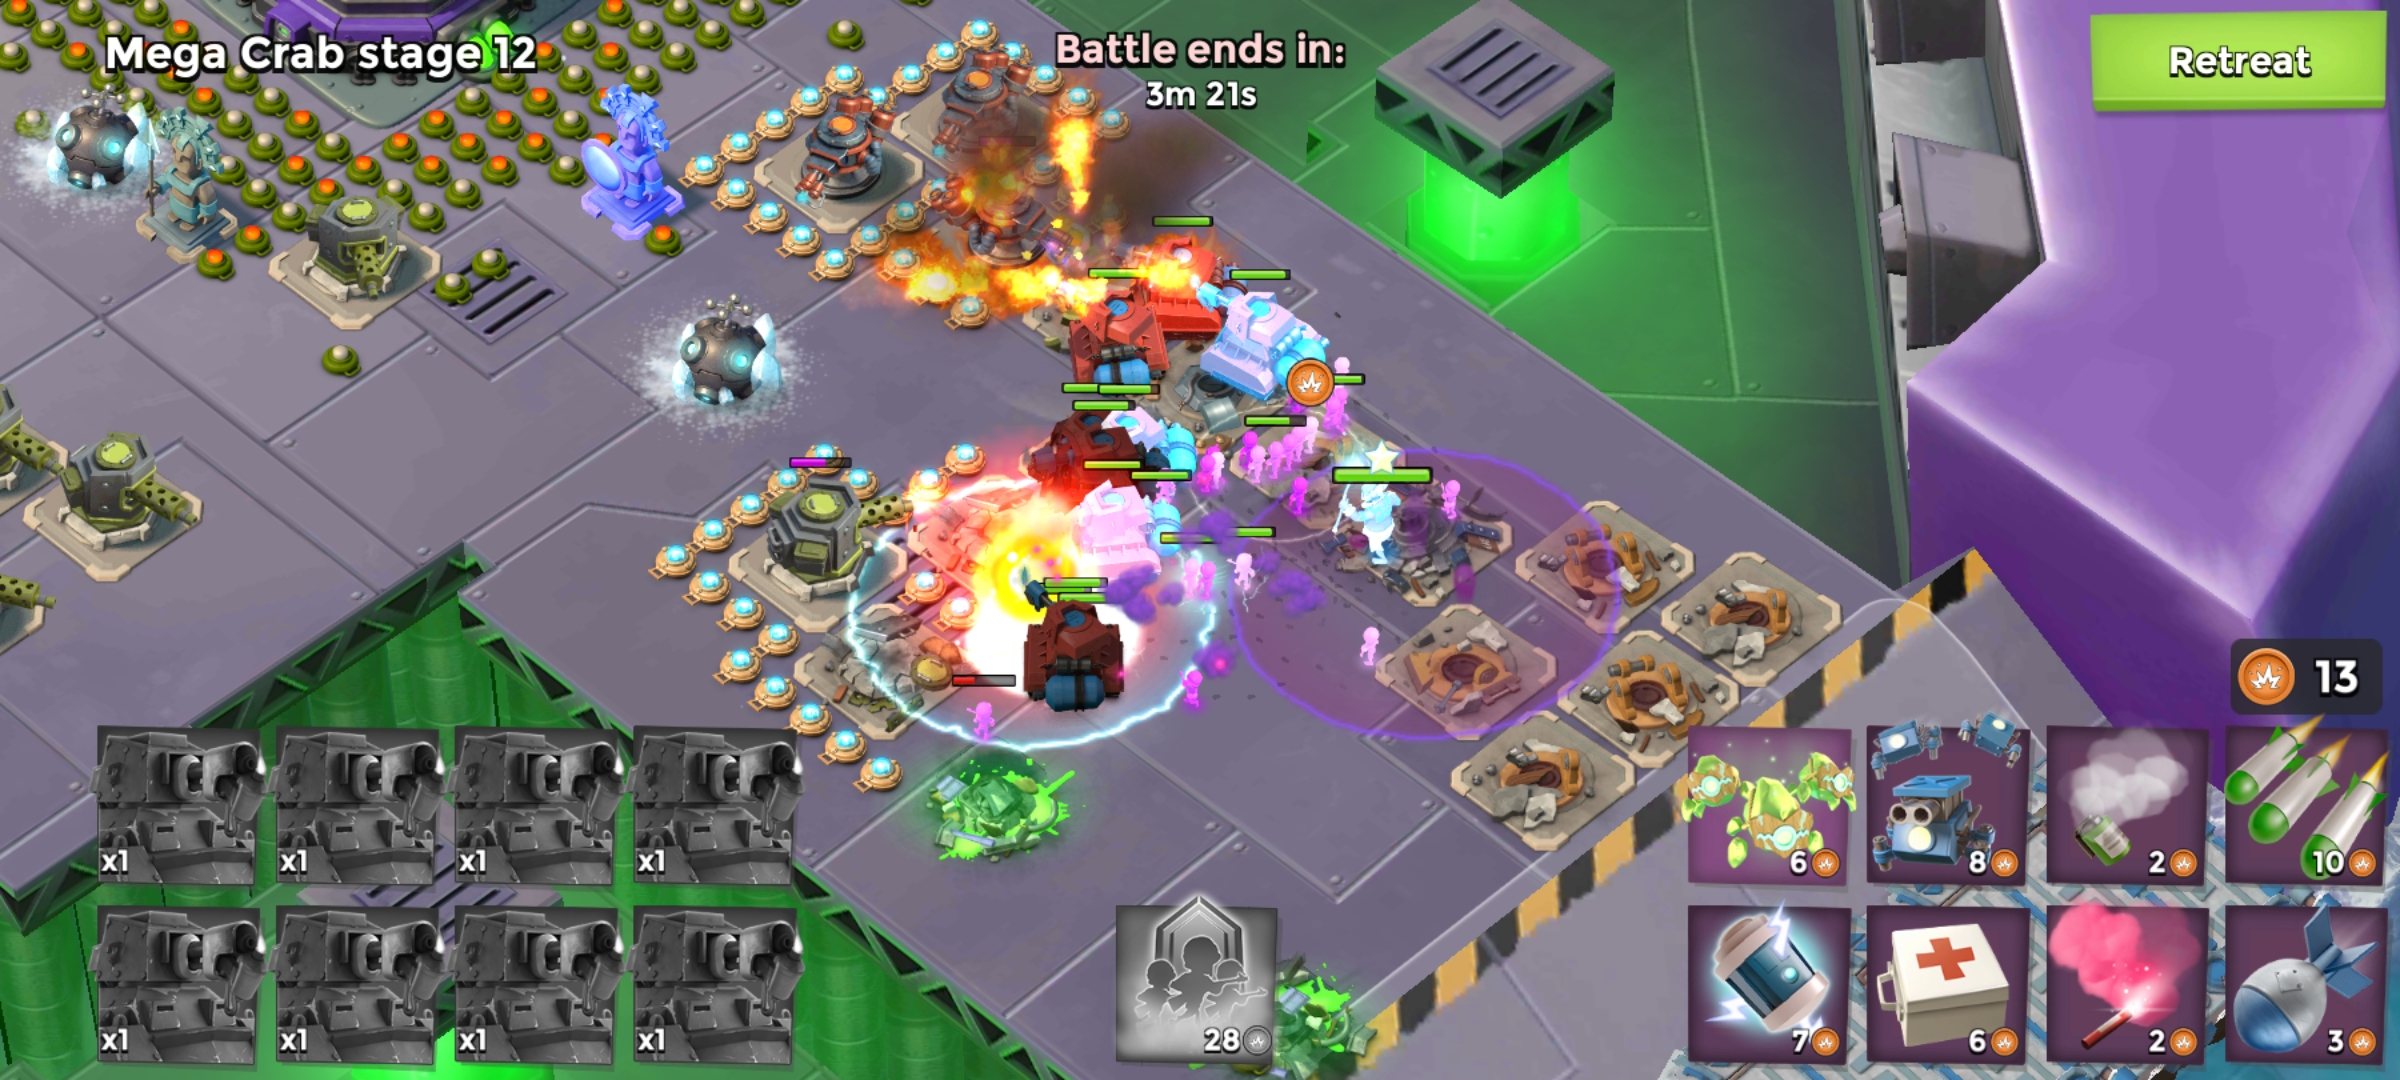 Mega Crab stage 12
Battle ends in:
3m 21s
Retreat
13
6
8
2
10
x1
x1
x1
x1
7
6
2
3
x1
x1
x1
x1
28